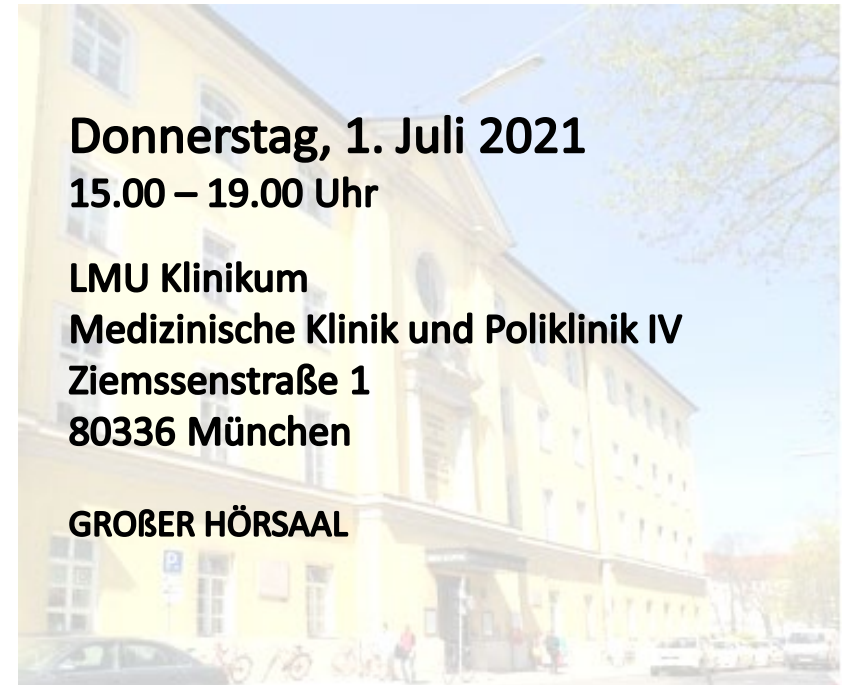 Donnerstag, 1. Juli 2021
15.00 – 19.00 Uhr
LMU Klinikum
Medizinische Klinik und Poliklinik IV
Ziemssenstraße 1
80336 München
GROßER HÖRSAAL
P